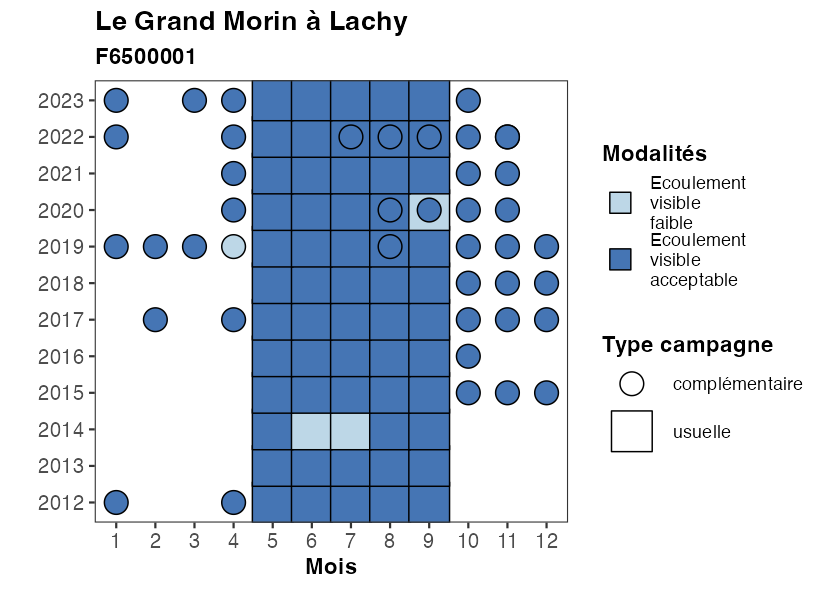 Le Grand Morin à Lachy
F6500001
2023
2022
2021
2020
2019
2018
2017
2016
2015
2014
2013
2012
1 2 3 4 5 6 7 8 9 10 11 12
Mois
Modalités
Ecoulement
visible
faible
Ecoulement
visible
acceptable
Type campagne
complémentaire
usuelle